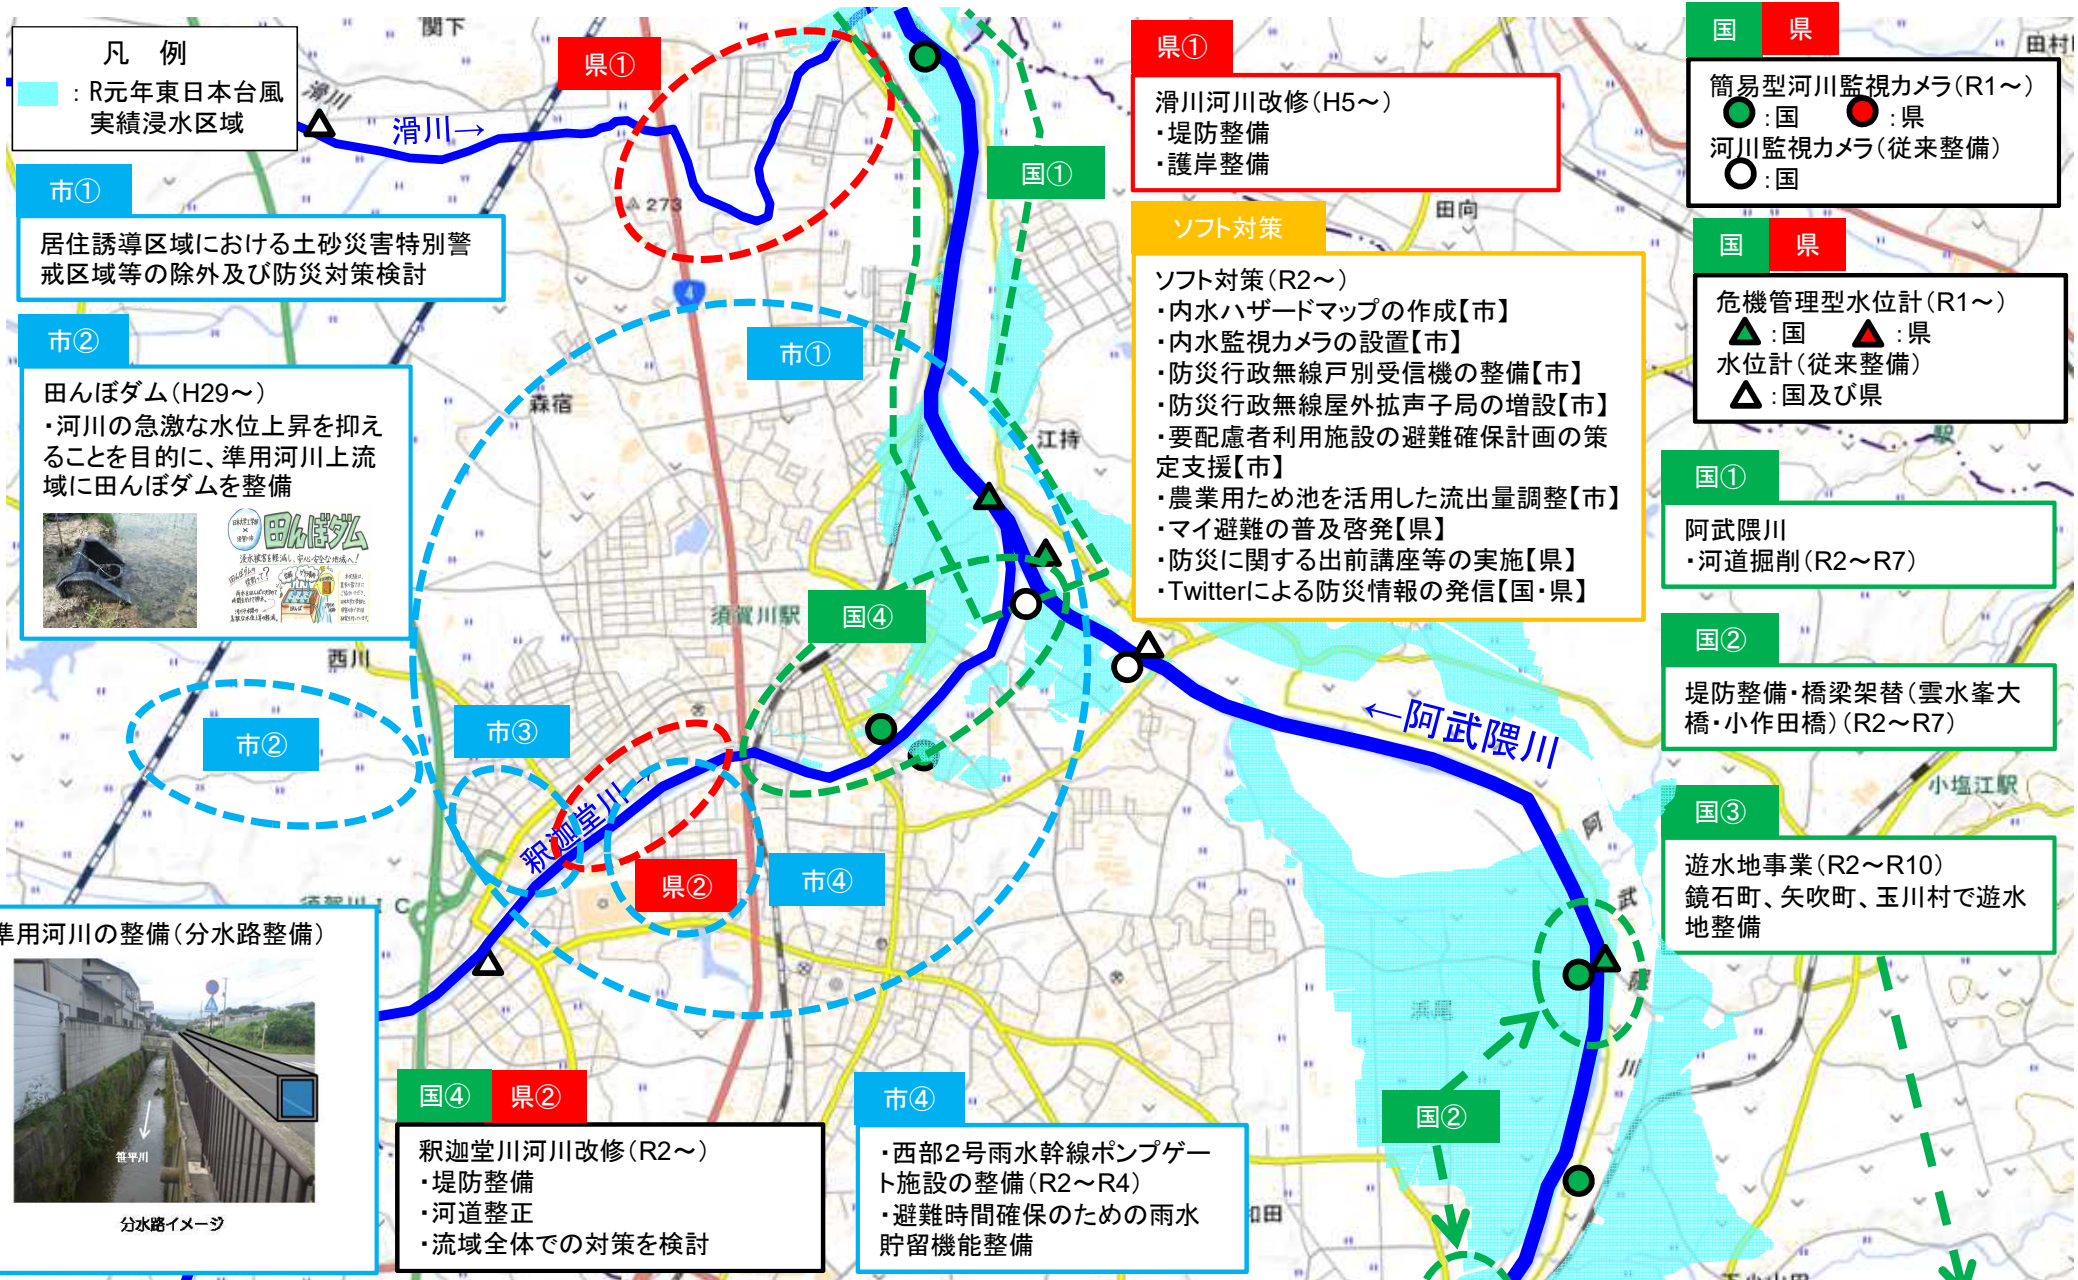 凡 例
：R元年東日本台風
実績浸水区域
関下
滑川
滑川→
県①
273
4
市①
居住誘導区域における土砂災害特別警
戒区域等の除外及び防災対策検討
市②
田んぼダム（H29～）
・河川の急激な水位上昇を抑え
ることを目的に、準用河川上流
域に田んぼダムを整備
田んぼダム
市①
森宿
国①
江持
県①
滑川河川改修（H5～）
・堤防整備
・護岸整備
田向
ソフト対策
ソフト対策（R2～）
・内水ハザードマップの作成【市】
・内水監視カメラの設置【市】
・防災行政無線戸別受信機の整備【市】
・防災行政無線屋外拡声子局の増設【市】
・要配慮者利用施設の避難確保計画の策
定支援【市】
・農業用ため池を活用した流出量調整【市】
・マイ避難の普及啓発【県】
・防災に関する出前講座等の実施【県】
・Twitterによる防災情報の発信【国・県】
国 県
簡易型河川監視カメラ（R1～）
：国 ：県
河川監視カメラ（従来整備）
：国
田村
国 県
危機管理型水位計（R1～）
：国 ：県
水位計（従来整備）
：国及び県
駅
国①
阿武隈川
・河道掘削（R2～R7）
国②
堤防整備・橋梁架替（雲水峯大
橋・小作田橋）（R2～R7）
小塩江駅
国③
遊水地事業（R2～R10）
鏡石町、矢吹町、玉川村で遊水
地整備
須賀川駅
国④
西川
市②
市③
釈迦堂川→
県②
市④
←阿武隈川
阿
武
隈
川
浜尾
国②
須賀川IC
準用河川の整備（分水路整備）
笹平川
分水路イメージ
国④ 県②
釈迦堂川河川改修（R2～）
・堤防整備
・河道整正
・流域全体での対策を検討
市④
・西部2号雨水幹線ポンプゲー
ト施設の整備（R2～R4）
・避難時間確保のための雨水
貯留機能整備
和田
下小山田